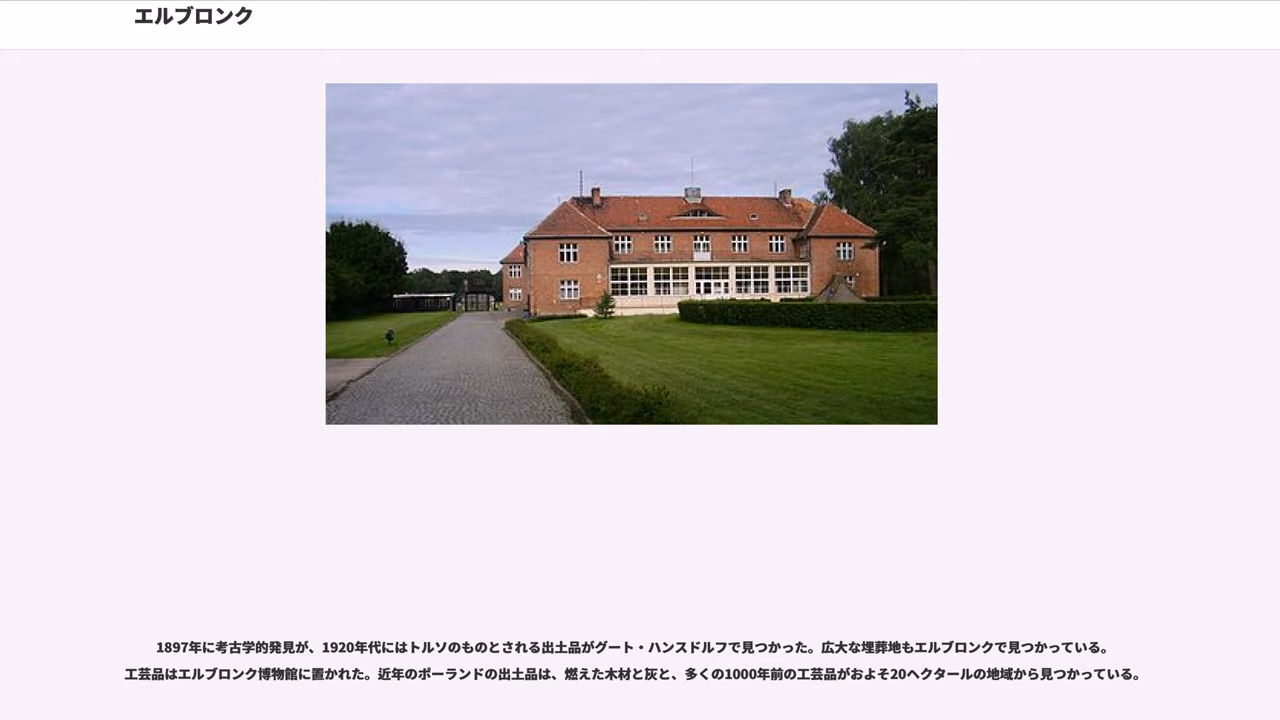 エルブロンク
1897年に考古学的発見が、1920年代にはトルソのものとされる出土品がグート・ハンスドルフで見つかった。広大な埋葬地もエルブロンクで見つかっている。
工芸品はエルブロンク博物館に置かれた。近年のポーランドの出土品は、燃えた木材と灰と、多くの1000年前の工芸品がおよそ20ヘクタールの地域から見つかっている。